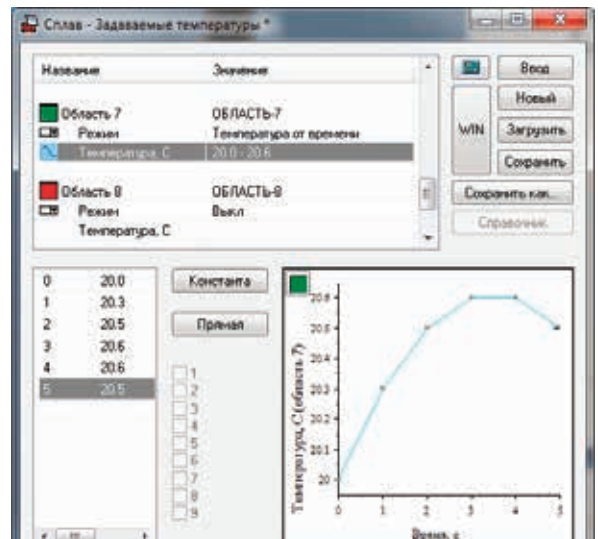 Сплав - Задаваемые температуры *
Название Значение
Область 7 ОБЛАСТЬ-7
Режим Температура от времени
Температура, С 20.0 - 20.6
Область 8 ОБЛАСТЬ-8
Режим Выкл
Температура, С
Ввод
Новый
WIN
Загрузить
Сохранить
Сохранить как...
Справочник
0 20.0
1 20.3
2 20.5
3 20.6
4 20.6
5 20.5
Константа
Прямая
1
2
3
4
5
6
7
8
9
Температура, С (область 7)
20.6
20.5
20.4
20.3
20.2
20.1
20
0 1 2 3 4 5
Время, с